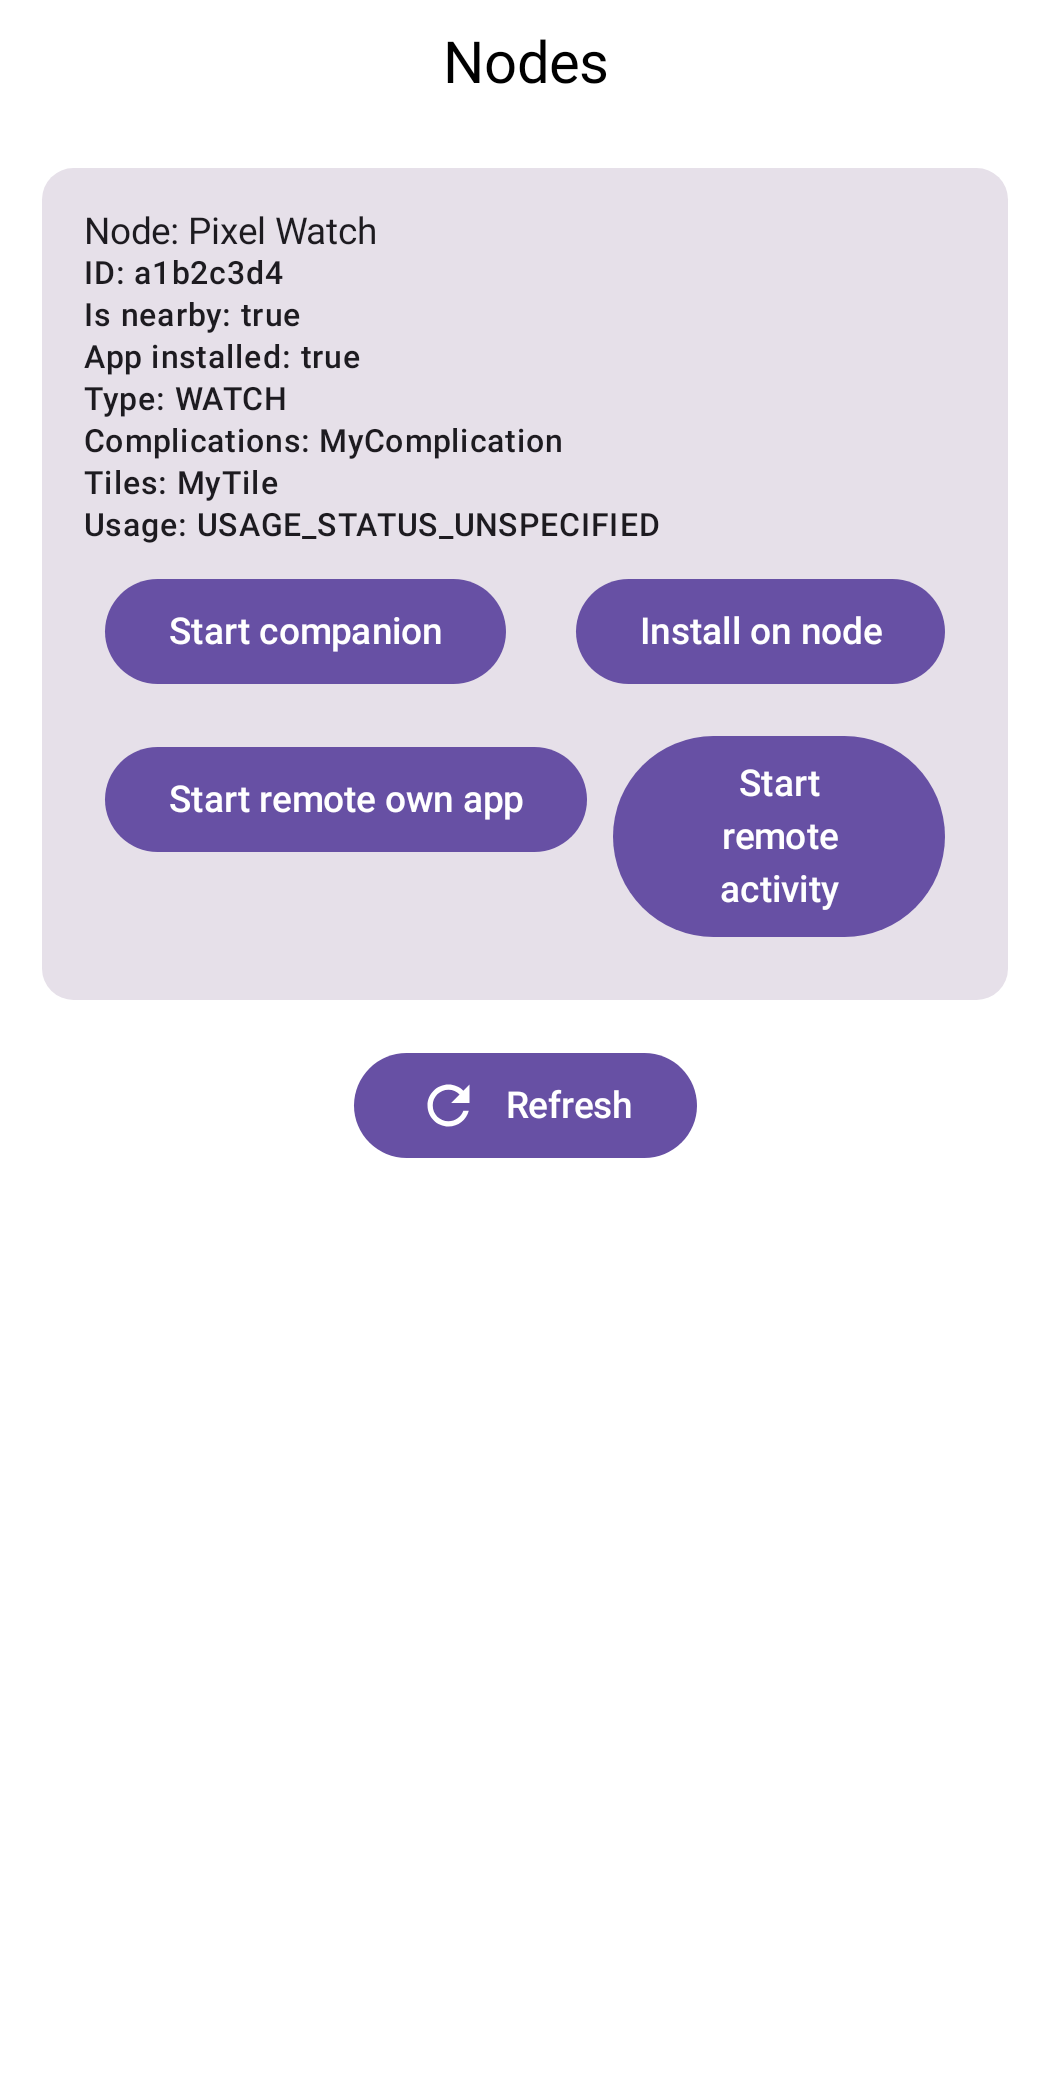 Nodes
Node: Pixel Watch
ID: a1b2c3d4
Is nearby: true
App installed: true
Type: WATCH
Complications: MyComplication
Tiles: MyTile
Usage: USAGE_STATUS_UNSPECIFIED
Start companion
Install on node
Start remote own app
Start
remote
activity
Refresh